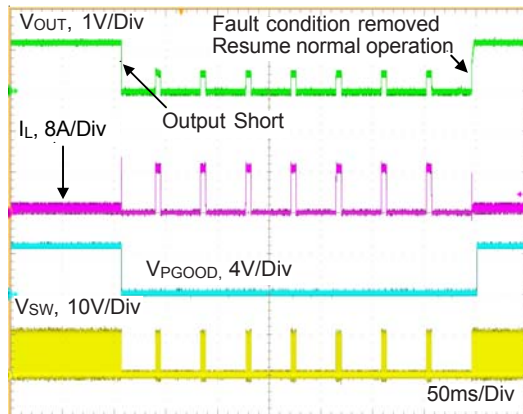 VOUT, 1V/Div
Fault condition removed
Resume normal operation
Output Short
IL, 8A/Div
VPGOOD, 4V/Div
VSW, 10V/Div
50ms/Div